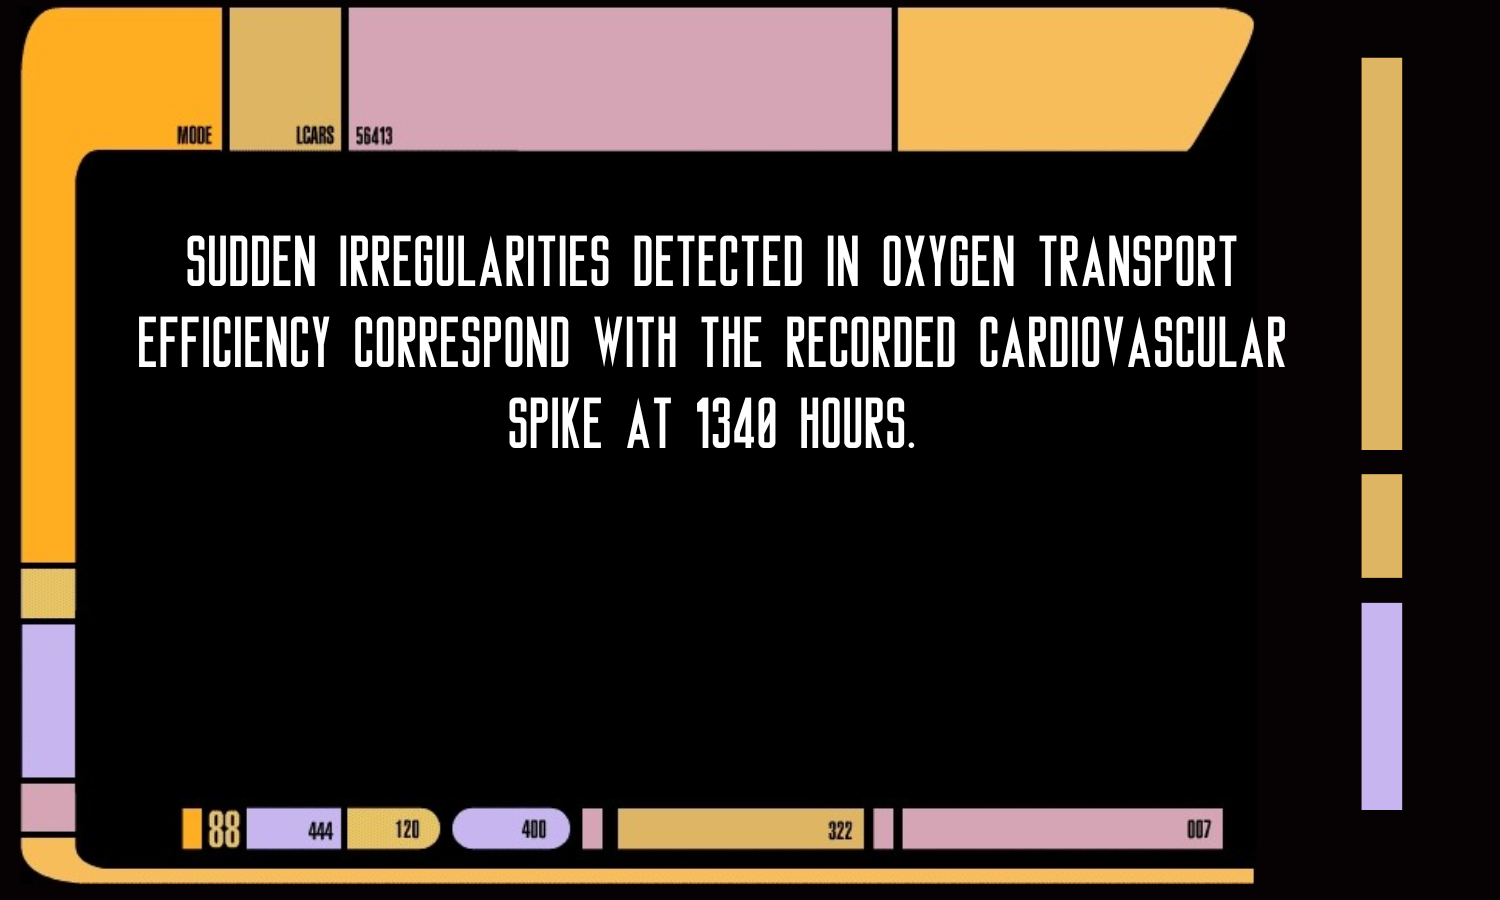 MODE LCARS 56413
SUDDEN IRREGULARITIES DETECTED IN OXYGEN TRANSPORT
EFFICIENCY CORRESPOND WITH THE RECORDED CARDIOVASCULAR
SPIKE AT 1340 HOURS.
88 444 120 400 322 007